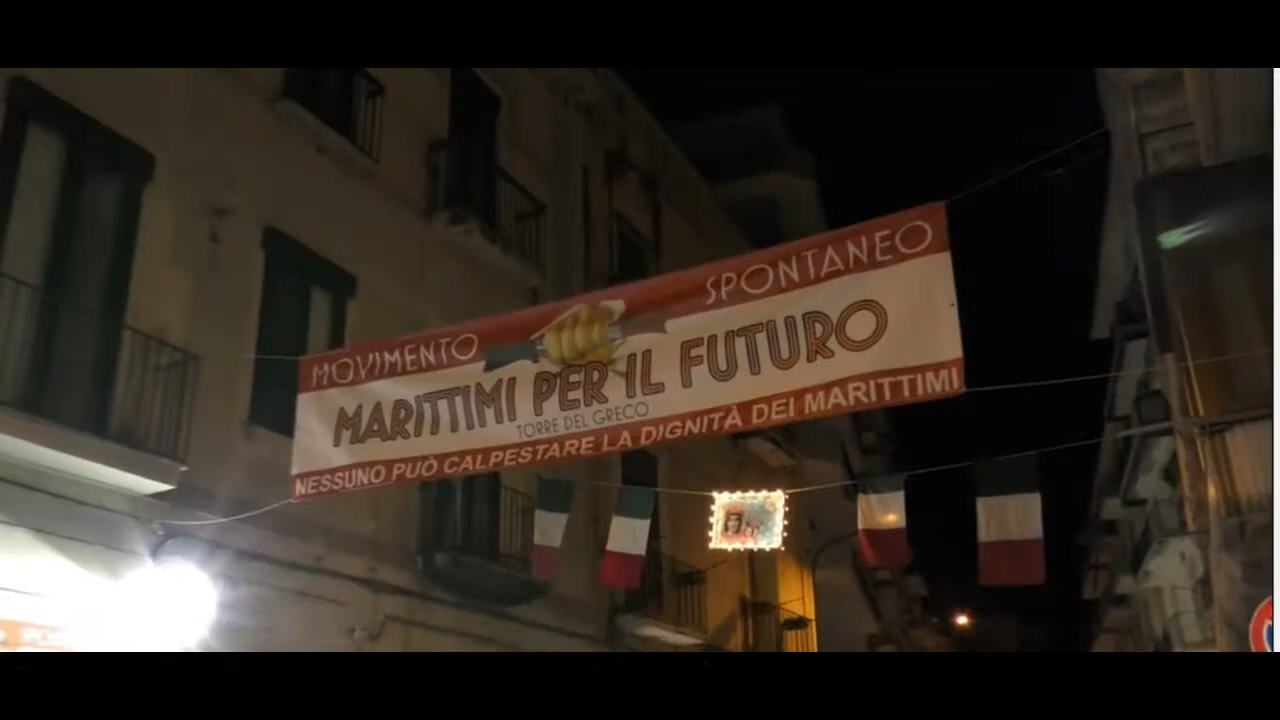 MOVIMENTO SPONTANEO
MARITTIMI PER IL FUTURO
TORRE DEL GRECO
NESSUNO PUÒ CALPESTARE LA DIGNITÀ DEI MARITTIMI